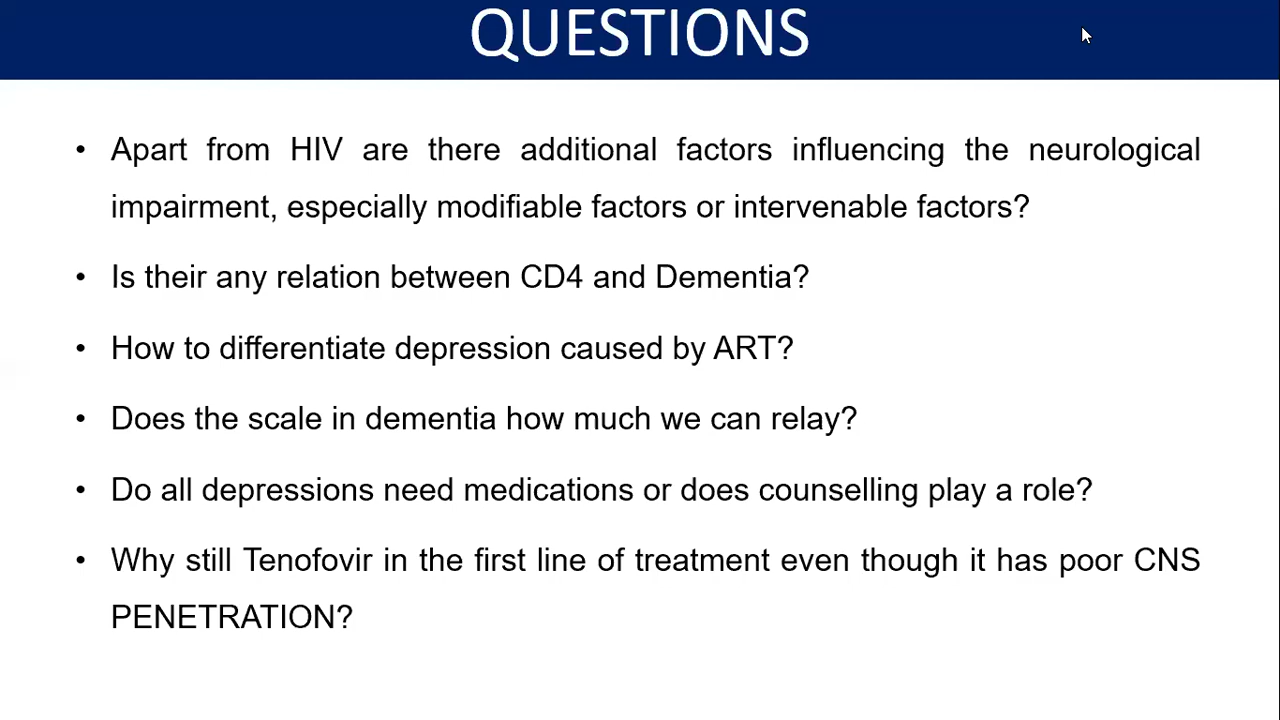 QUESTIONS
• Apart from HIV are there additional factors influencing the neurological
impairment, especially modifiable factors or intervenable factors?
• Is their any relation between CD4 and Dementia?
• How to differentiate depression caused by ART?
• Does the scale in dementia how much we can relay?
• Do all depressions need medications or does counselling play a role?
• Why still Tenofovir in the first line of treatment even though it has poor CNS
PENETRATION?